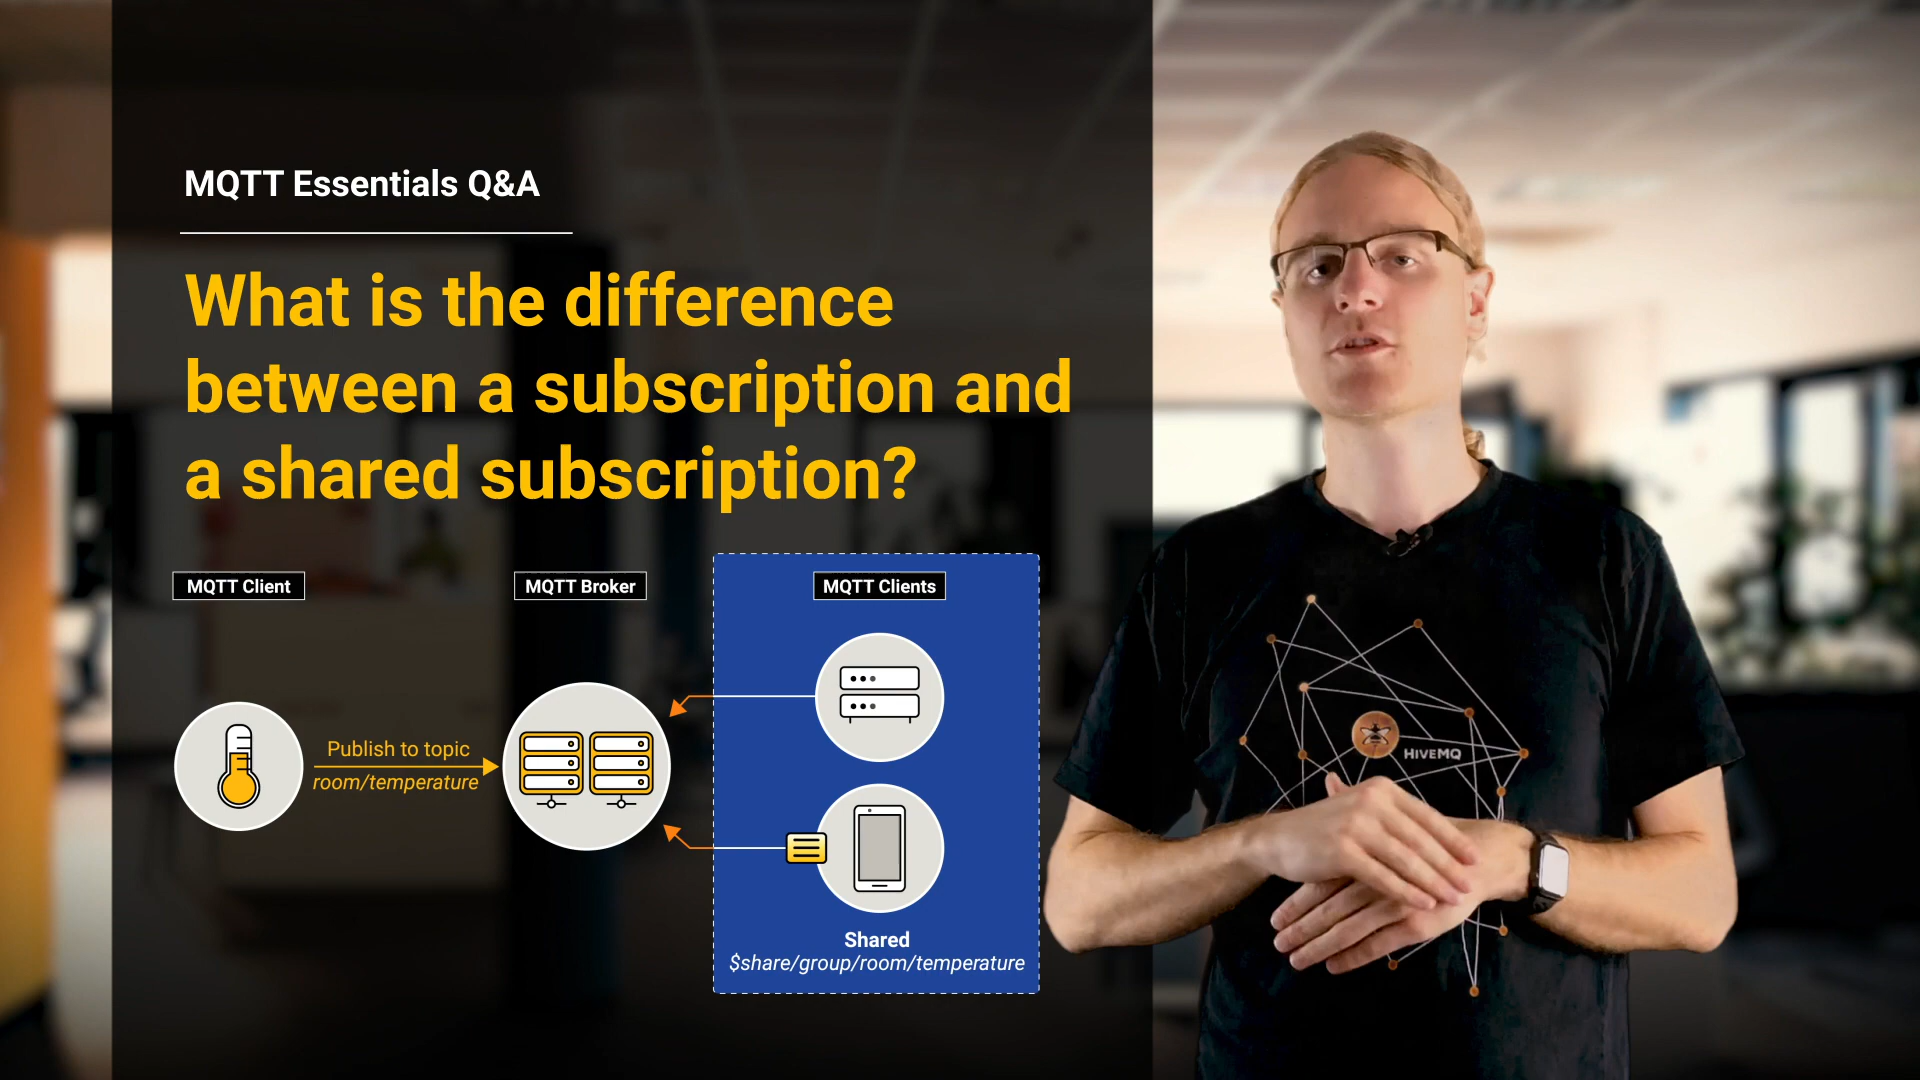 MQTT Essentials Q&A
What is the difference
between a subscription and
a shared subscription?
MQTT Client
MQTT Broker
MQTT Clients
Publish to topic
room/temperature
Shared
$share/group/room/temperature
HIVEMQ